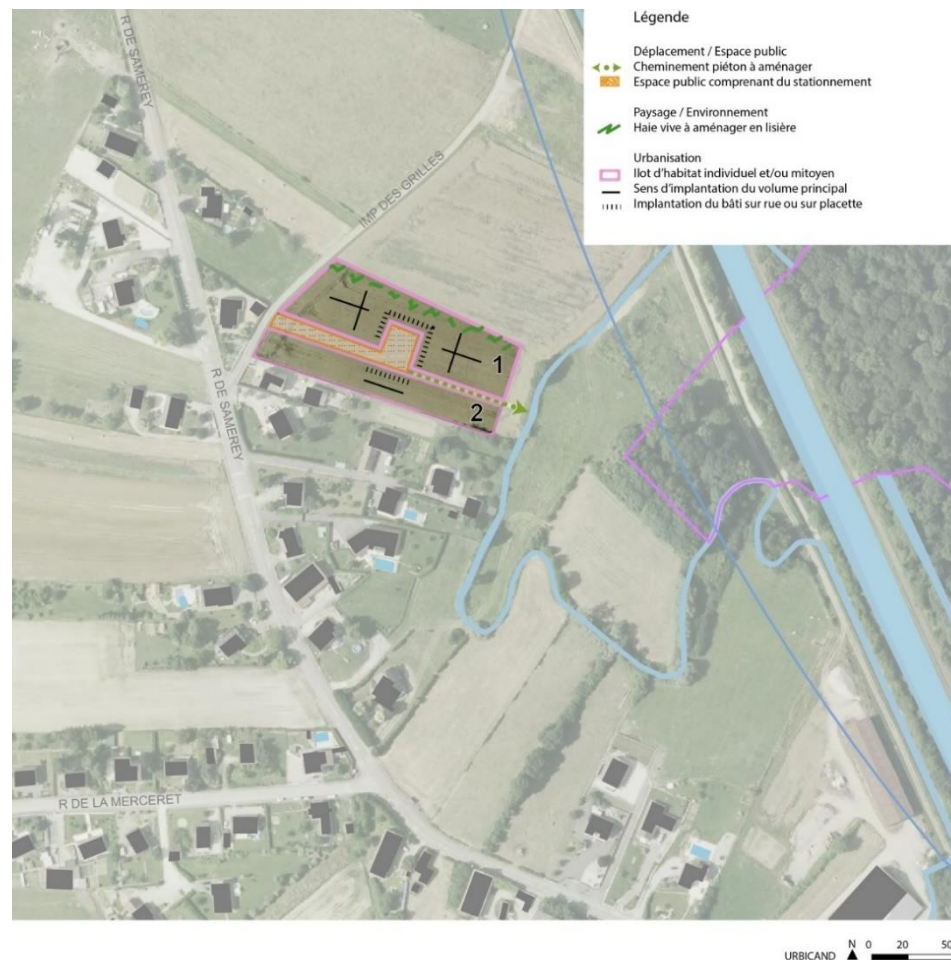 Légende
Déplacement / Espace public
Cheminement piéton à aménager
Espace public comprenant du stationnement
Paysage / Environnement
Haie vive à aménager en lisière
Urbanisation
Ilot d'habitat individuel et/ou mitoyen
Sens d'implantation du volume principal
Implantation du bâti sur rue ou sur placette
R DE SAMEREY
IMP DES GRILLES
1
R DE SAMEREY
2
R DE LA MERCERET
URBICAND N 0 20 50